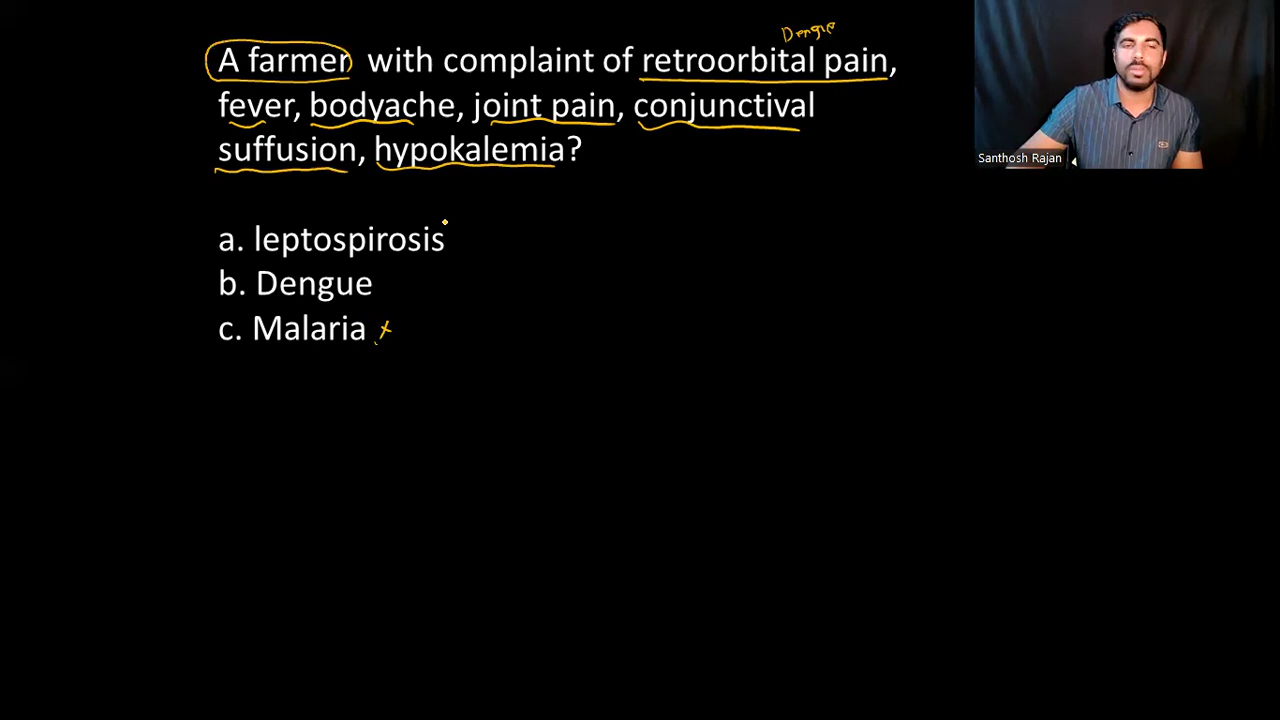 Dengue
A farmer with complaint of retroorbital pain,
fever, bodyache, joint pain, conjunctival
suffusion, hypokalemia?
Santhosh Rajan
a. leptospirosis
b. Dengue
c. Malaria x